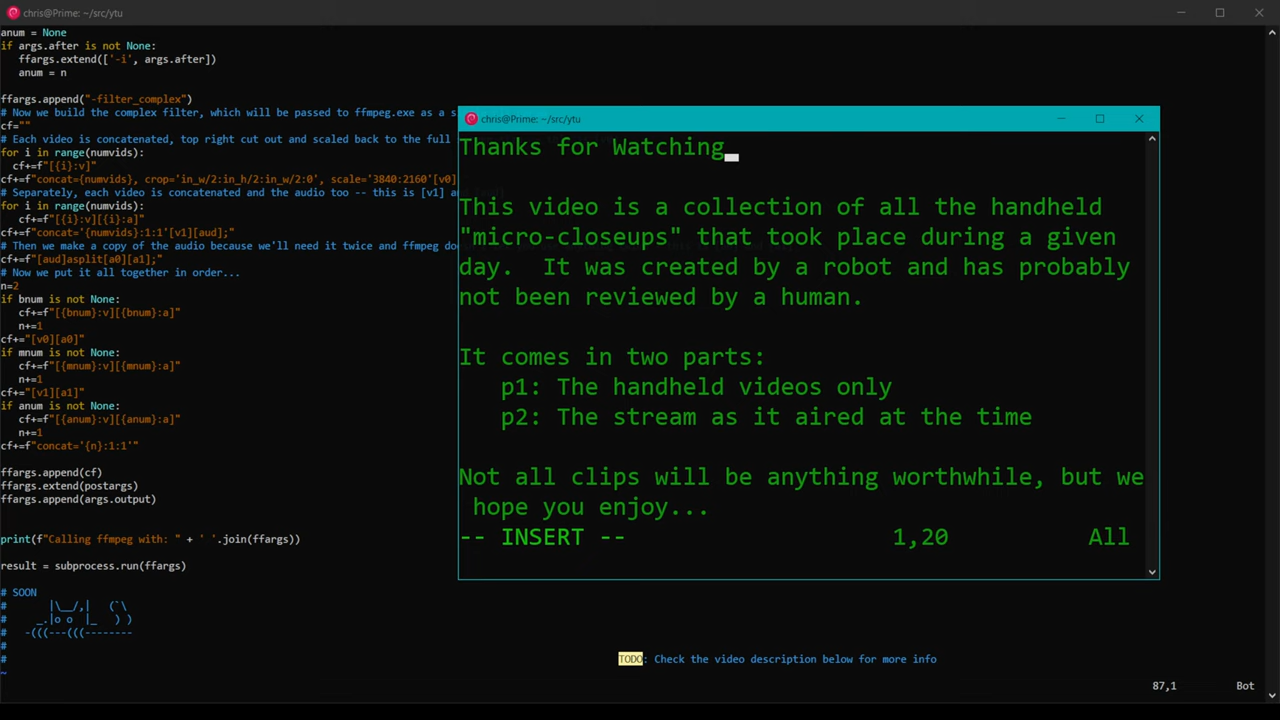 chris@Prime: ~/src/ytu
anum = None
if args.after is not None:
ffargs.extend(['-i', args.after])
anum = n
ffargs.append("-filter_complex")
# Now we build the complex filter, which will be passed to ffmpeg.exe as a s
cf=""
# Each video is concatenated, top right cut out and scaled back to the full
for i in range(numvids):
cf+=f"[{i}:v]"
cf+=f"concat={numvids}, crop='in_w/2:in_h/2:in_w/2:0', scale='3840:2160'[v0]
# Separately, each video is concatenated and the audio too -- this is [v1] a
for i in range(numvids):
cf+=f"[{i}:v][{i}:a]"
cf+=f"concat='{numvids}:1:1'[v1][aud];"
# Then we make a copy of the audio because we'll need it twice and ffmpeg do
cf+=f"[aud]asplit[a0][a1];"
# Now we put it all together in order...
n=2
if bnum is not None:
cf+=f"[{bnum}:v][{bnum}:a]"
n+=1
cf+="[v0][a0]"
if mnum is not None:
cf+=f"[{mnum}:v][{mnum}:a]"
n+=1
cf+="[v1][a1]"
if anum is not None:
cf+=f"[{anum}:v][{anum}:a]"
n+=1
cf+=f"concat='{n}:1:1'"
ffargs.append(cf)
ffargs.extend(postargs)
ffargs.append(args.output)
print(f"Calling ffmpeg with: " + ' '.join(ffargs))
result = subprocess.run(ffargs)
# SOON
#      |\__/,|   (`\
#    _.|o o  |_   ) )
#  -(((---(((--------
#
#
~
chris@Prime: ~/src/ytu
Thanks for Watching
This video is a collection of all the handheld
"micro-closeups" that took place during a given
day.  It was created by a robot and has probably
not been reviewed by a human.
It comes in two parts:
p1: The handheld videos only
p2: The stream as it aired at the time
Not all clips will be anything worthwhile, but we
hope you enjoy...
-- INSERT -- 1,20 All
TODO: Check the video description below for more info
87,1 Bot